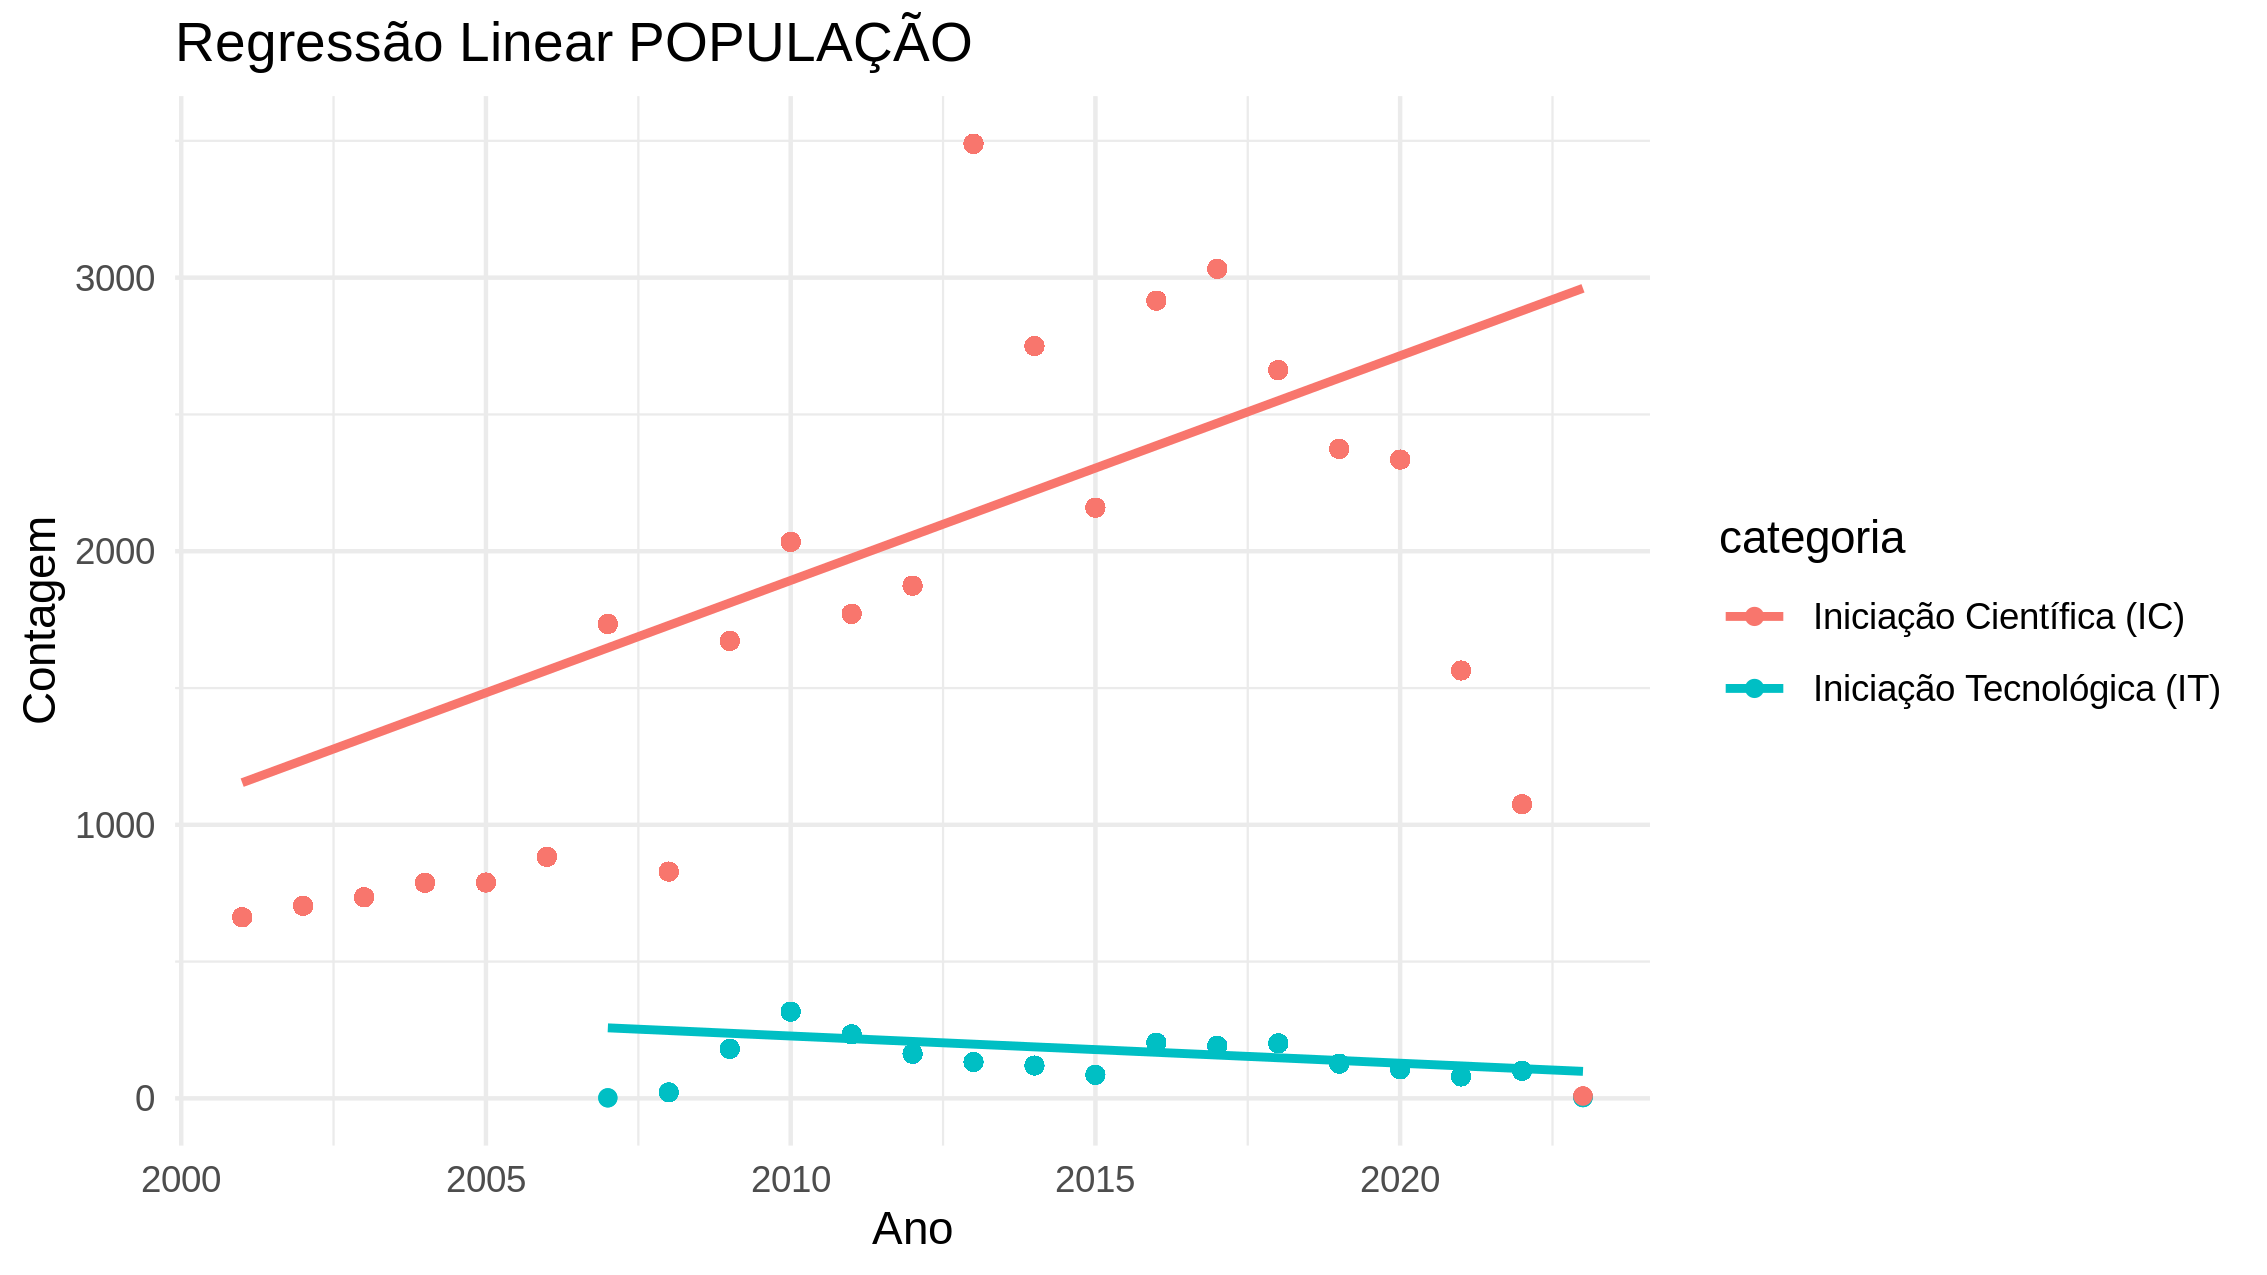 Regressão Linear POPULAÇÃO
Contagem
3000
2000
1000
0
2000
2005
2010
2015
2020
Ano
categoria
Iniciação Científica (IC)
Iniciação Tecnológica (IT)